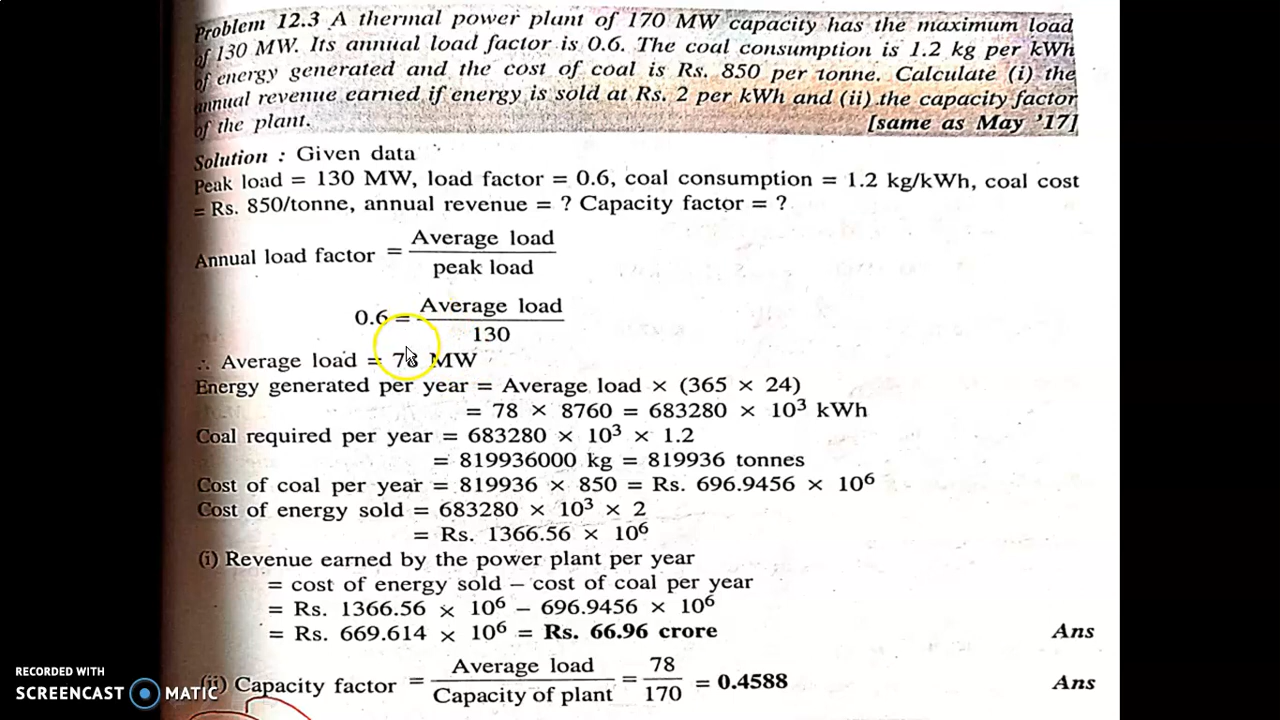 Problem 12.3 A thermal power plant of 170 MW capacity has the maximum load
of 130 MW. Its annual load factor is 0.6. The coal consumption is 1.2 kg per kWh
of energy generated and the cost of coal is Rs. 850 per tonne. Calculate (i) the
annual revenue earned if energy is sold at Rs. 2 per kWh and (ii) the capacity factor
of the plant. [same as May '17]
Solution : Given data
Peak load = 130 MW, load factor = 0.6, coal consumption = 1.2 kg/kWh, coal cost
= Rs. 850/tonne, annual revenue = ? Capacity factor = ?
Annual load factor = Average load / peak load
0.6 = Average load / 130
∴ Average load = 78 MW
Energy generated per year = Average load × (365 × 24)
= 78 × 8760 = 683280 × 10³ kWh
Coal required per year = 683280 × 10³ × 1.2
= 819936000 kg = 819936 tonnes
Cost of coal per year = 819936 × 850 = Rs. 696.9456 × 10⁶
Cost of energy sold = 683280 × 10³ × 2
= Rs. 1366.56 × 10⁶
(i) Revenue earned by the power plant per year
= cost of energy sold – cost of coal per year
= Rs. 1366.56 × 10⁶ – 696.9456 × 10⁶
= Rs. 669.614 × 10⁶ = Rs. 66.96 crore Ans
(ii) Capacity factor = Average load / Capacity of plant = 78 / 170 = 0.4588 Ans
RECORDED WITH
SCREENCAST MATIC